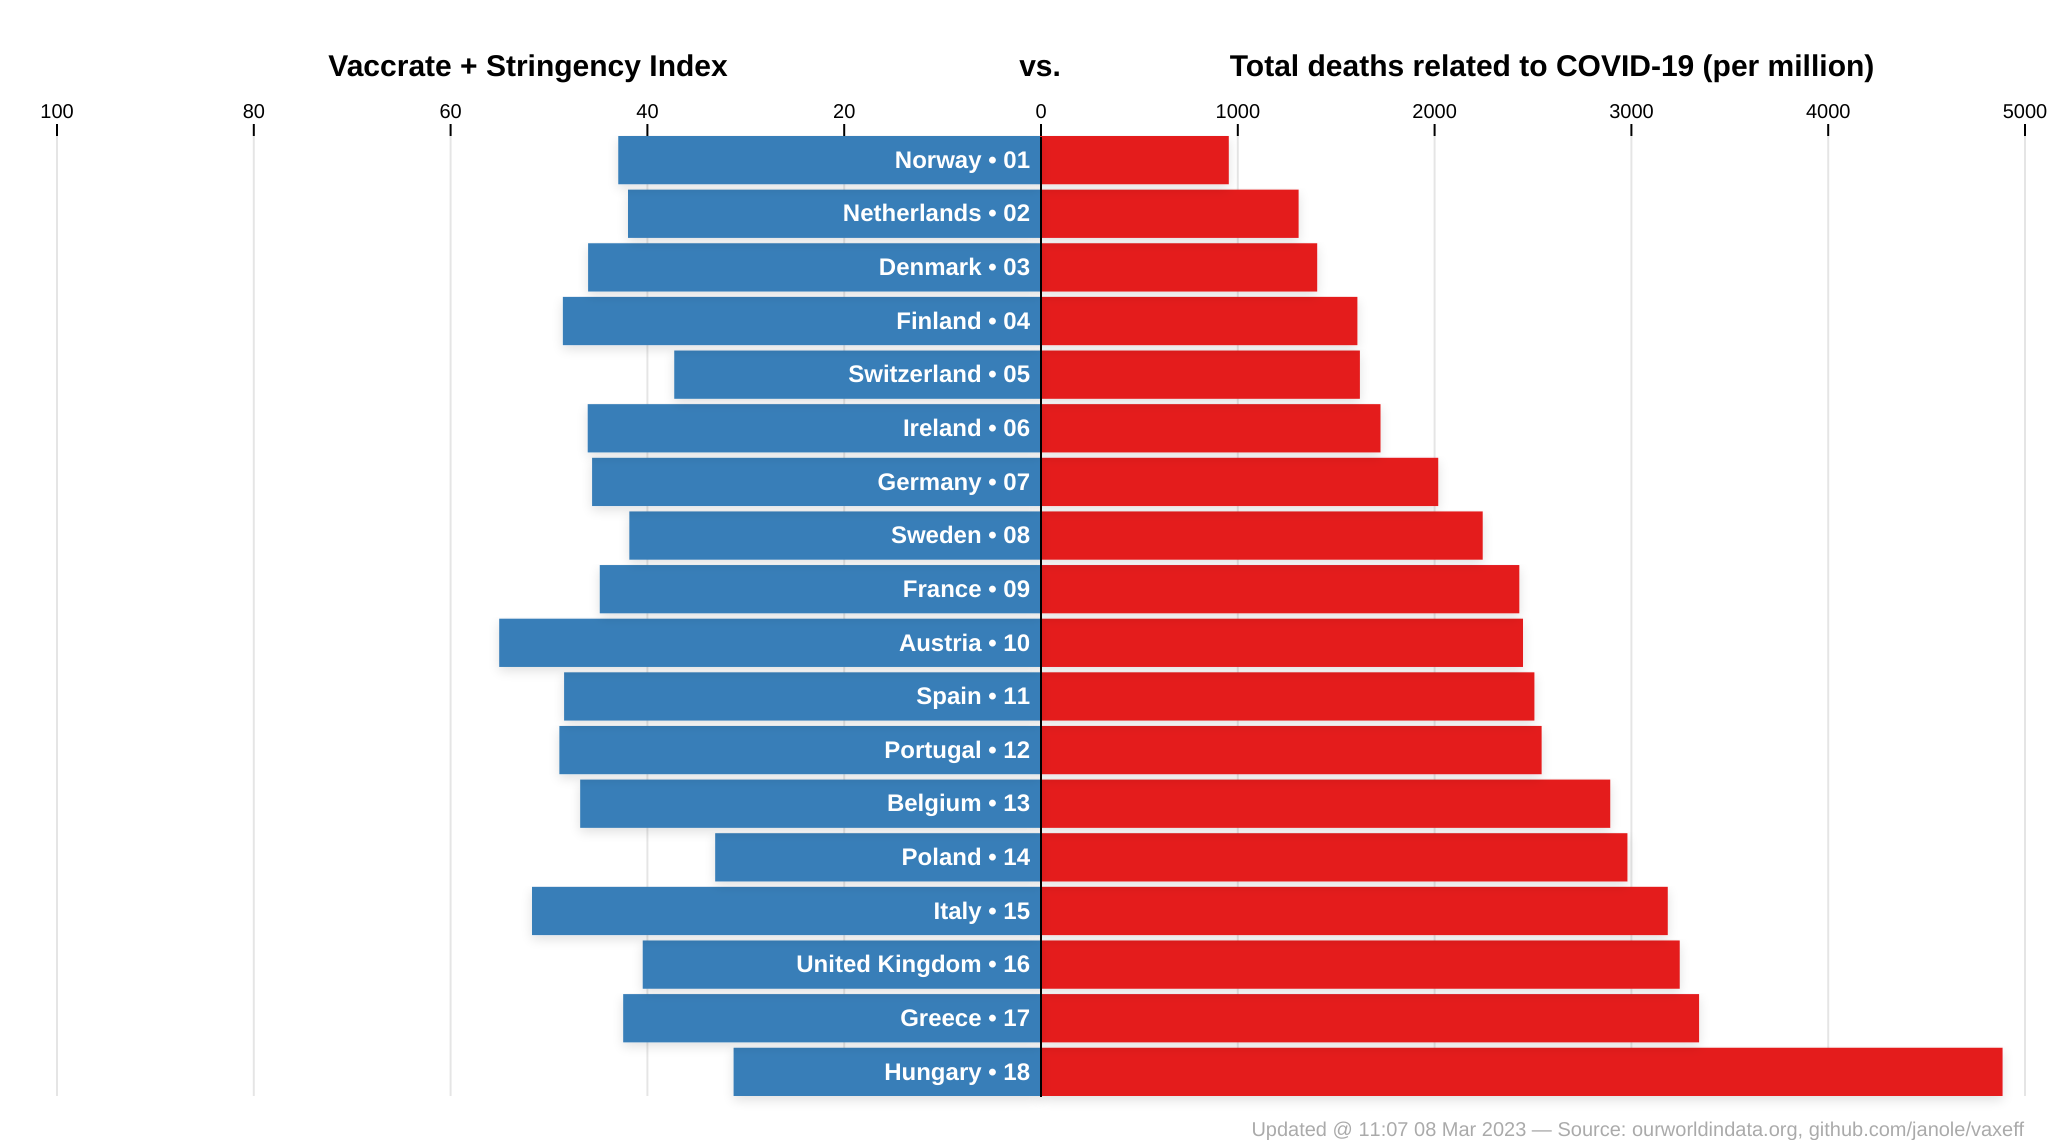 Vaccrate + Stringency Index vs. Total deaths related to COVID-19 (per million)
100 80 60 40 20 0 1000 2000 3000 4000 5000
Norway • 01
Netherlands • 02
Denmark • 03
Finland • 04
Switzerland • 05
Ireland • 06
Germany • 07
Sweden • 08
France • 09
Austria • 10
Spain • 11
Portugal • 12
Belgium • 13
Poland • 14
Italy • 15
United Kingdom • 16
Greece • 17
Hungary • 18
Updated @ 11:07 08 Mar 2023 — Source: ourworldindata.org, github.com/janole/vaxeff